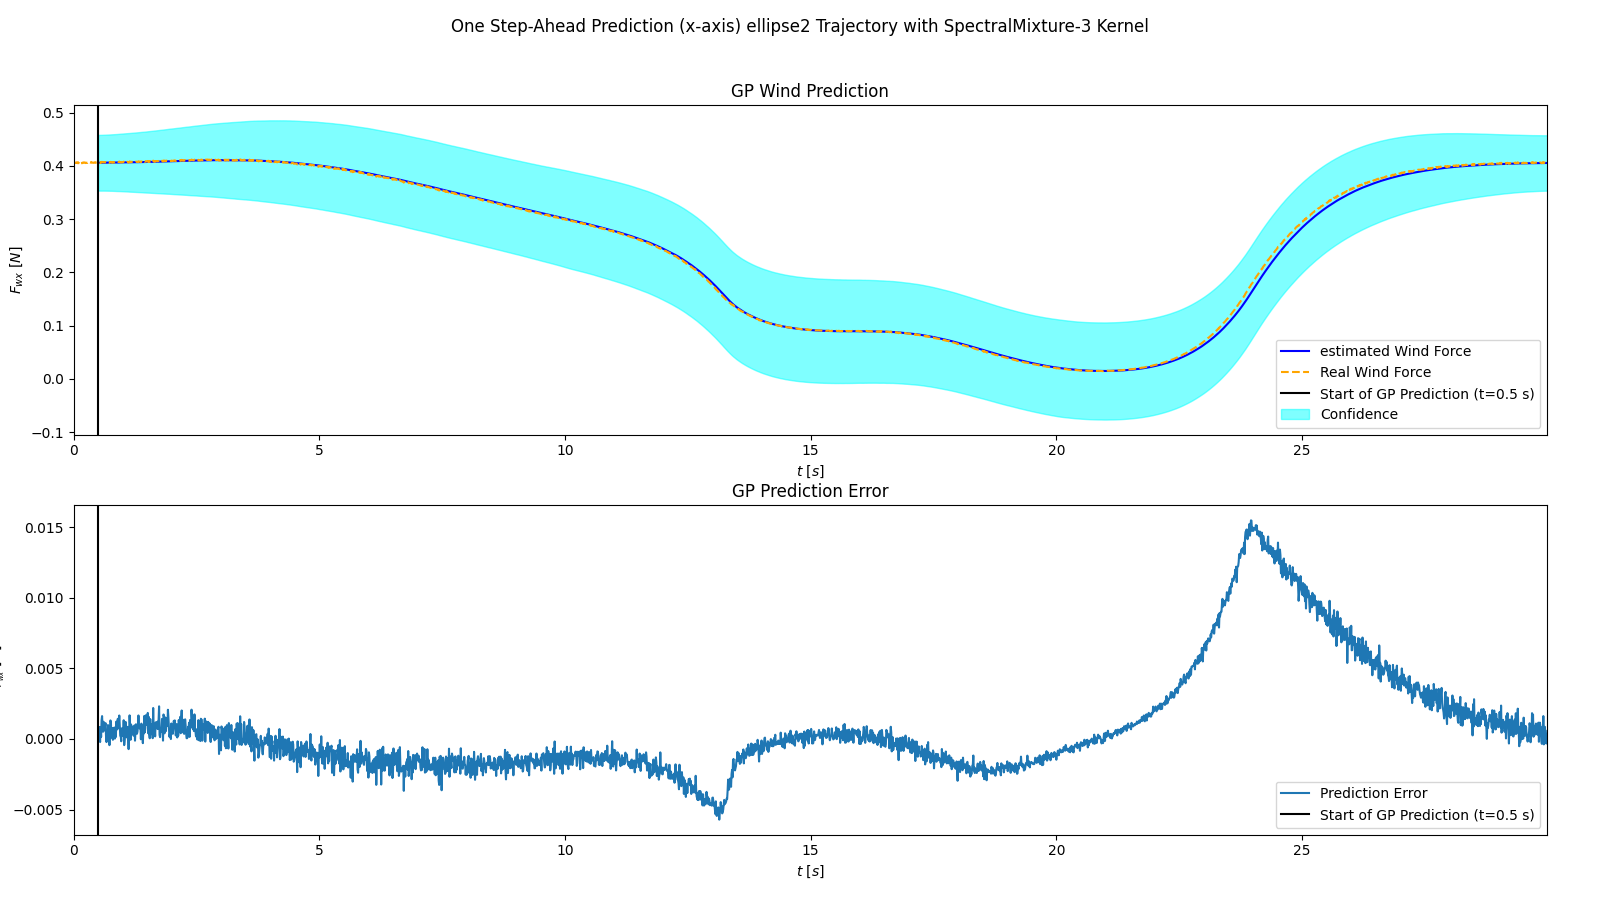 One Step-Ahead Prediction (x-axis) ellipse2 Trajectory with SpectralMixture-3 Kernel
GP Wind Prediction
0.5
0.4
0.3
0.2
0.1
0.0
−0.1
F_wx [N]
estimated Wind Force
Real Wind Force
Start of GP Prediction (t=0.5 s)
Confidence
0 5 10 15 20 25
t [s]
GP Prediction Error
0.015
0.010
0.005
0.000
−0.005
Prediction Error
Start of GP Prediction (t=0.5 s)
0 5 10 15 20 25
t [s]